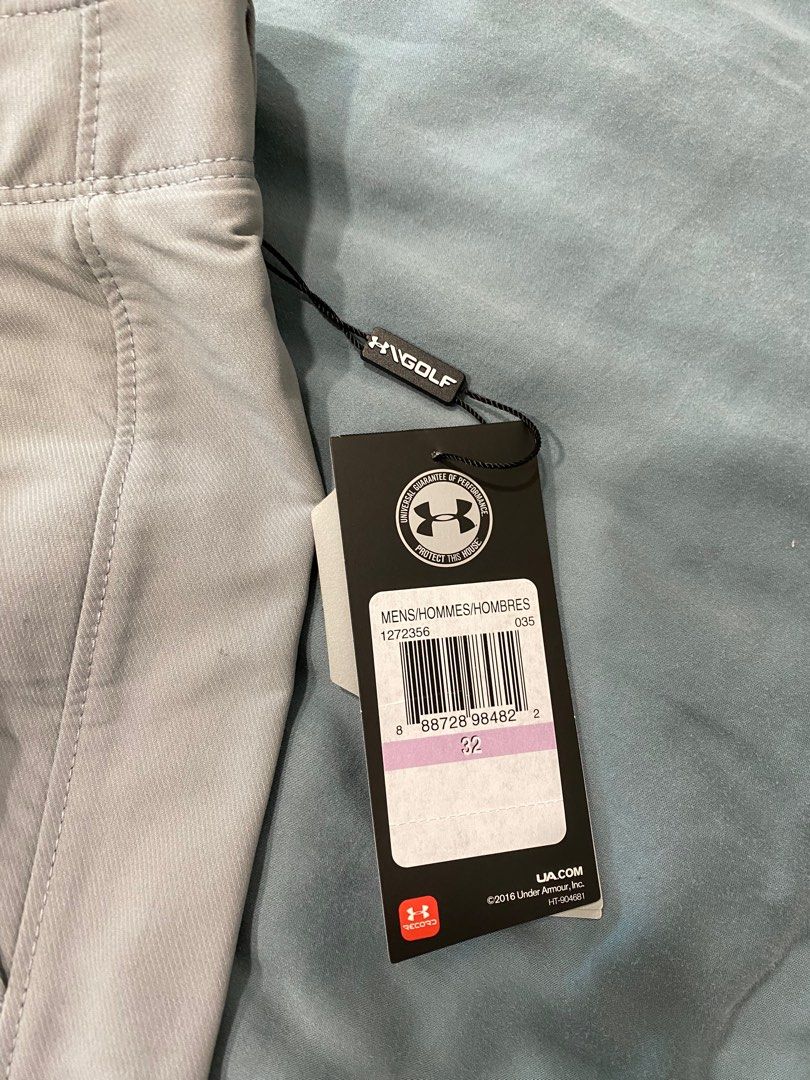 GOLF
UNIVERSAL GUARANTEE OF PERFORMANCE
PROTECT THIS HOUSE
MENS/HOMMES/HOMBRES
1272356 035
8 88728 98482 2
32
UA.COM
©2016 Under Armour, Inc.
HT-904681
RECORD